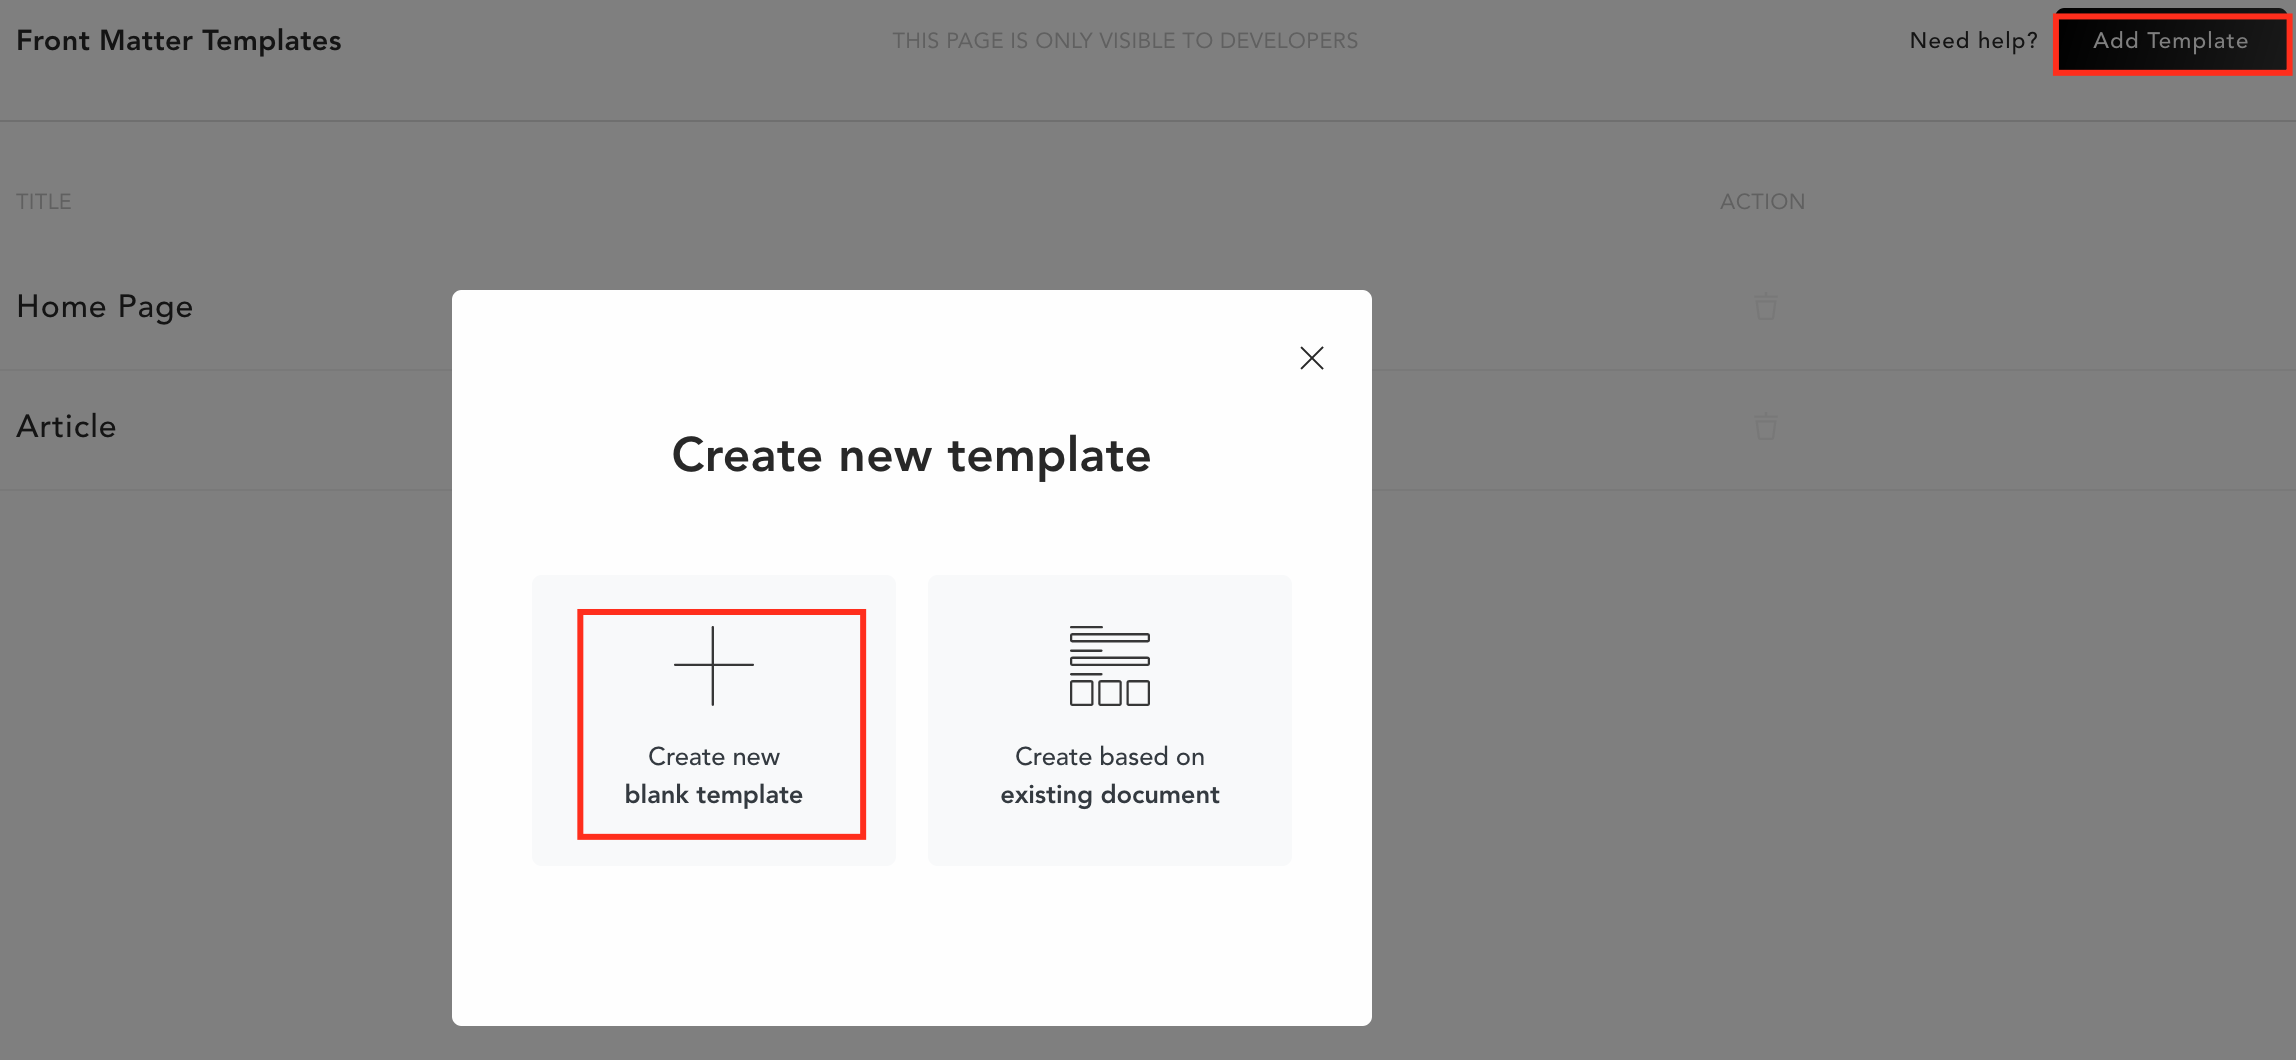 Front Matter Templates
THIS PAGE IS ONLY VISIBLE TO DEVELOPERS
Need help?
Add Template
TITLE
ACTION
Home Page
Article
Create new template
Create new
blank template
Create based on
existing document